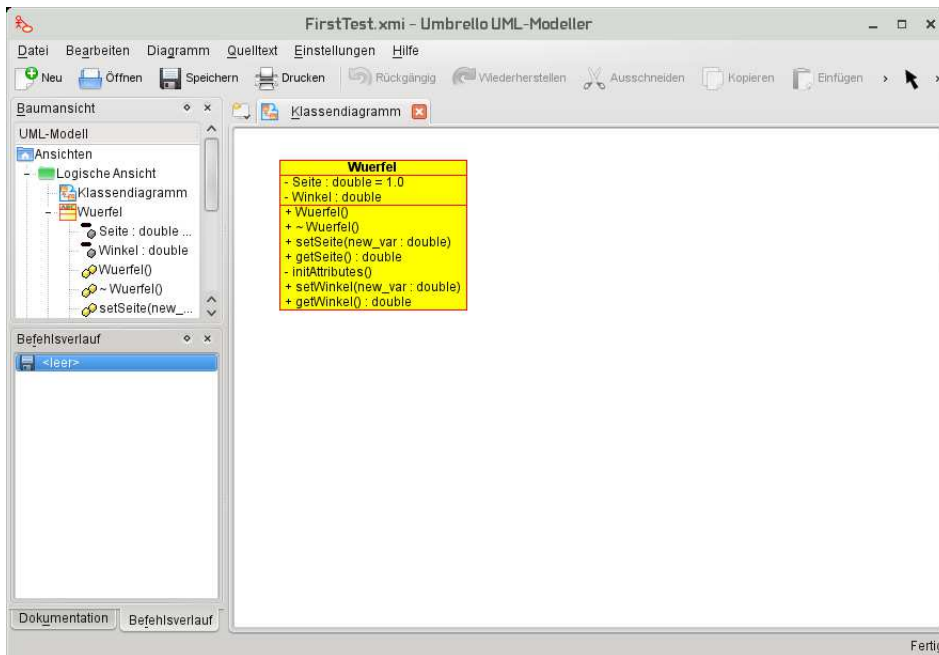 FirstTest.xmi – Umbrello UML-Modeller
Datei Bearbeiten Diagramm Quelltext Einstellungen Hilfe
Neu Öffnen Speichern Drucken Rückgängig Wiederherstellen Ausschneiden Kopieren Einfügen
Baumansicht
UML-Modell
Ansichten
Logische Ansicht
Klassendiagramm
Wuerfel
Seite : double ...
Winkel : double
Wuerfel()
~ Wuerfel()
setSeite(new_...
Befehlsverlauf
<leer>
Dokumentation Befehlsverlauf
Klassendiagramm
Wuerfel
- Seite : double = 1.0
- Winkel : double
+ Wuerfel()
+ ~ Wuerfel()
+ setSeite(new_var : double)
+ getSeite() : double
- initAttributes()
+ setWinkel(new_var : double)
+ getWinkel() : double